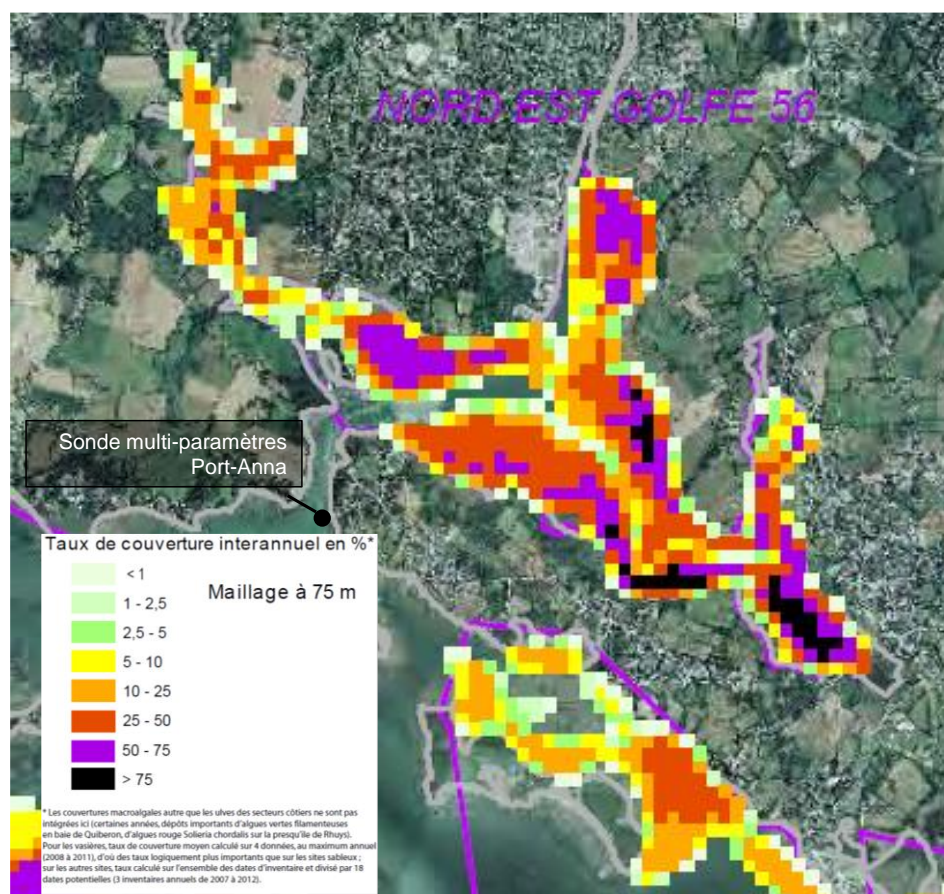 NORD EST GOLFE 56
Sonde multi-paramètres
Port-Anna
Taux de couverture interannuel en %*
Maillage à 75 m
< 1
1 - 2,5
2,5 - 5
5 - 10
10 - 25
25 - 50
50 - 75
> 75
* Les couvertures macroalgales autre que les ulves des secteurs côtiers ne sont pas
intégrées ici (certaines années, dépôts importants d'algues vertes filamenteuses
en baie de Quiberon, d'algues rouge Solieria chordalis sur la presqu'île de Rhuys).
Pour les vasières, taux de couverture moyen calculé sur 4 données, au maximum annuel
(2008 à 2011), d'où des taux logiquement plus importants que sur les sites sableux ;
sur les autres sites, taux calculé sur l'ensemble des dates d'inventaire et divisé par 18
dates potentielles (3 inventaires annuels de 2007 à 2012).